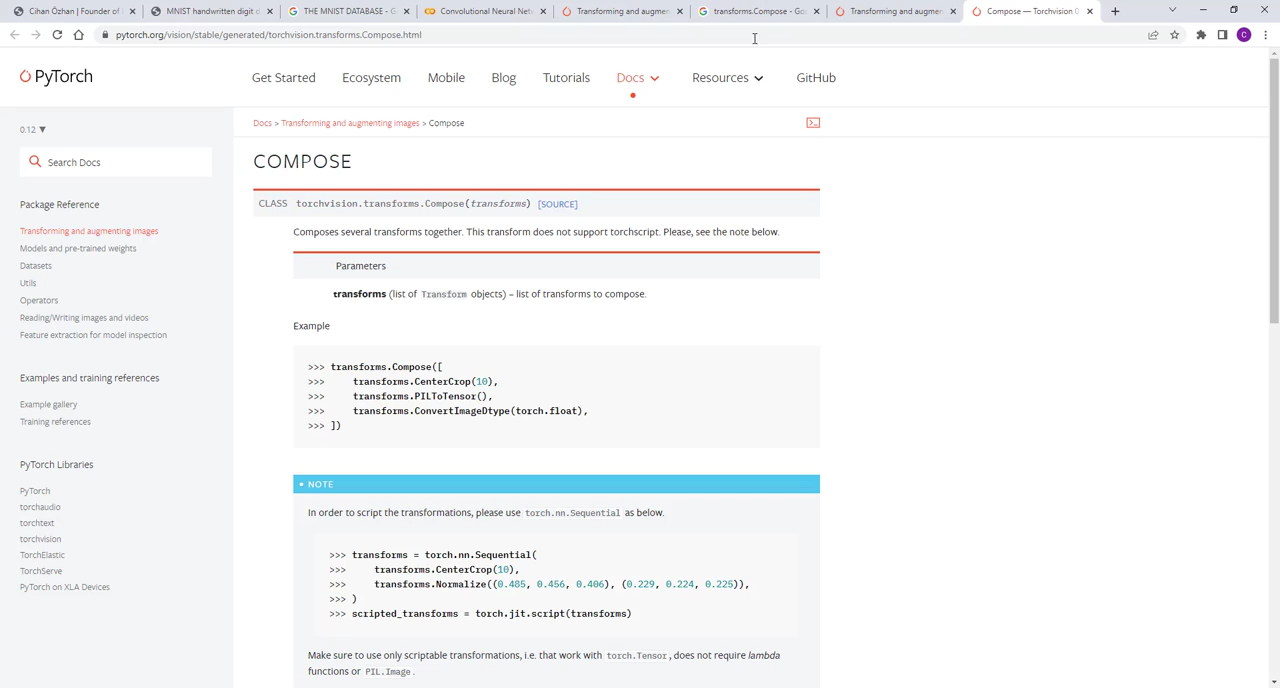 Cihan Özhan | Founder of
MNIST handwritten digit d
THE MNIST DATABASE - G
Convolutional Neural Netw
Transforming and augmen
transforms.Compose - Goo
Transforming and augmen
Compose — Torchvision 0
pytorch.org/vision/stable/generated/torchvision.transforms.Compose.html
C
PyTorch
Get Started
Ecosystem
Mobile
Blog
Tutorials
Docs
Resources
GitHub
0.12 ▼
Docs > Transforming and augmenting images > Compose
Search Docs
COMPOSE
Package Reference
Transforming and augmenting images
Models and pre-trained weights
Datasets
Utils
Operators
Reading/Writing images and videos
Feature extraction for model inspection
Examples and training references
Example gallery
Training references
PyTorch Libraries
PyTorch
torchaudio
torchtext
torchvision
TorchElastic
TorchServe
PyTorch on XLA Devices
CLASS torchvision.transforms.Compose(transforms) [SOURCE]
Composes several transforms together. This transform does not support torchscript. Please, see the note below.
Parameters
transforms (list of Transform objects) – list of transforms to compose.
Example
>>> transforms.Compose([
>>>     transforms.CenterCrop(10),
>>>     transforms.PILToTensor(),
>>>     transforms.ConvertImageDtype(torch.float),
>>> ])
• NOTE
In order to script the transformations, please use torch.nn.Sequential as below.
>>> transforms = torch.nn.Sequential(
>>>     transforms.CenterCrop(10),
>>>     transforms.Normalize((0.485, 0.456, 0.406), (0.229, 0.224, 0.225)),
>>> )
>>> scripted_transforms = torch.jit.script(transforms)
Make sure to use only scriptable transformations, i.e. that work with torch.Tensor, does not require lambda
functions or PIL.Image.